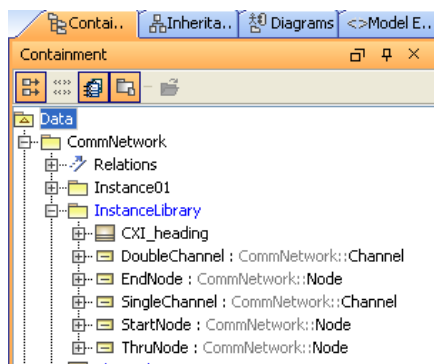 Contai.. Inherita.. Diagrams <>Model E..
Containment
Data
CommNetwork
Relations
Instance01
InstanceLibrary
CXI_heading
DoubleChannel : CommNetwork::Channel
EndNode : CommNetwork::Node
SingleChannel : CommNetwork::Channel
StartNode : CommNetwork::Node
ThruNode : CommNetwork::Node